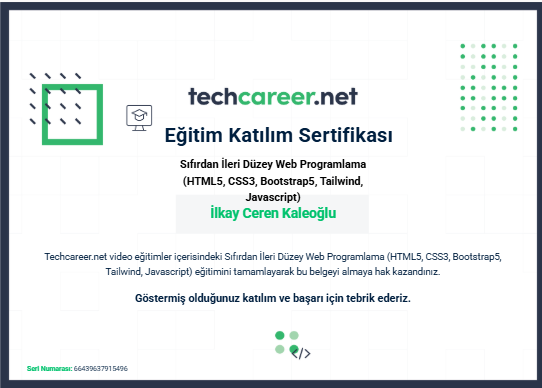 techcareer.net
Eğitim Katılım Sertifikası
Sıfırdan İleri Düzey Web Programlama
(HTML5, CSS3, Bootstrap5, Tailwind,
Javascript)
İlkay Ceren Kaleoğlu
Techcareer.net video eğitimler içerisindeki Sıfırdan İleri Düzey Web Programlama (HTML5, CSS3, Bootstrap5,
Tailwind, Javascript) eğitimini tamamlayarak bu belgeyi almaya hak kazandınız.
Göstermiş olduğunuz katılım ve başarı için tebrik ederiz.
</>
Seri Numarası: 66439637915496